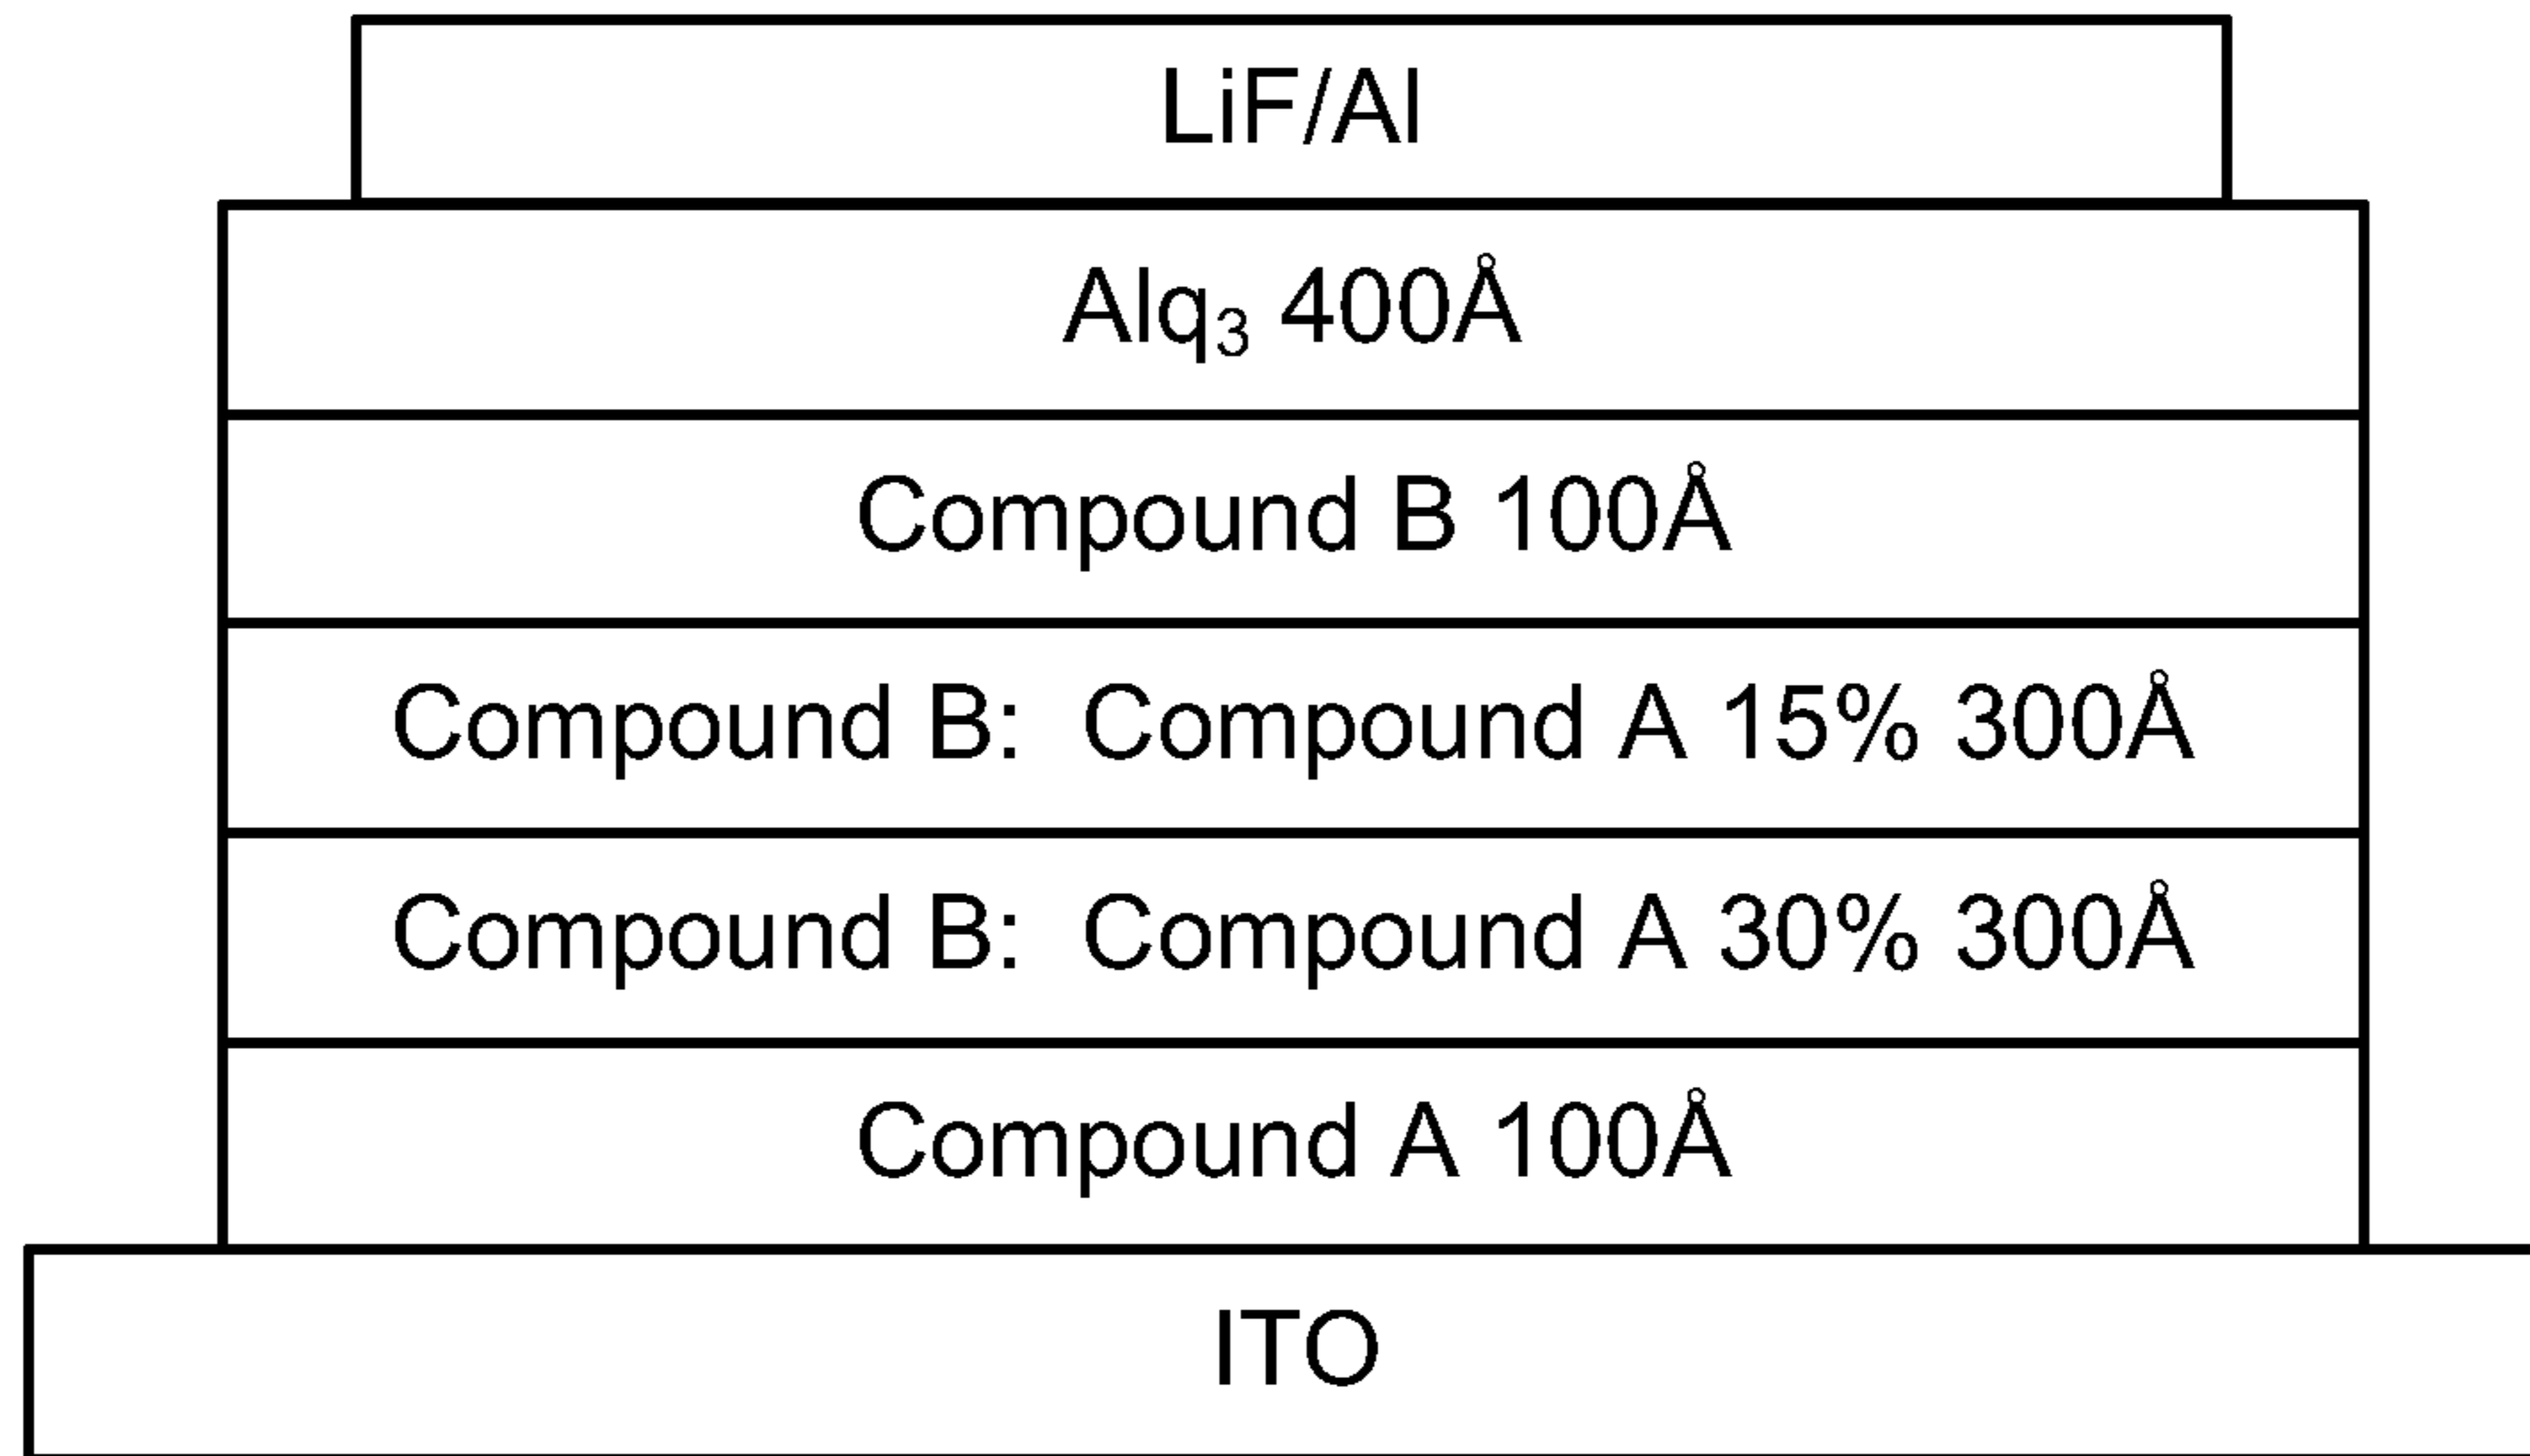 LiF/Al
Alq₃ 400Å
Compound B 100Å
Compound B:  Compound A 15% 300Å
Compound B:  Compound A 30% 300Å
Compound A 100Å
ITO